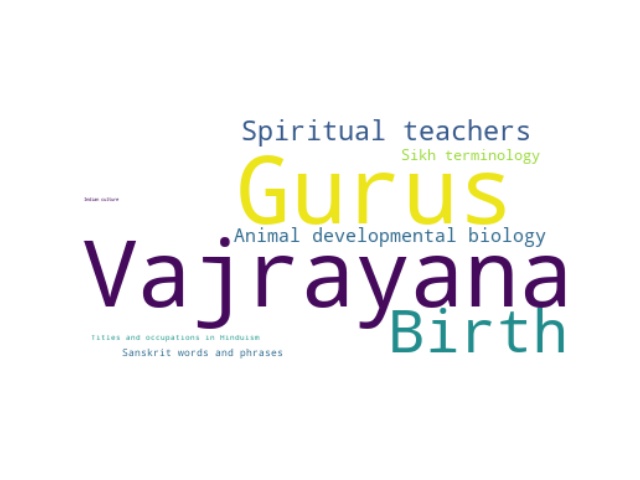 Spiritual teachers
Sikh terminology
Gurus
Indian culture
Animal developmental biology
Vajrayana
Birth
Titles and occupations in Hinduism
Sanskrit words and phrases